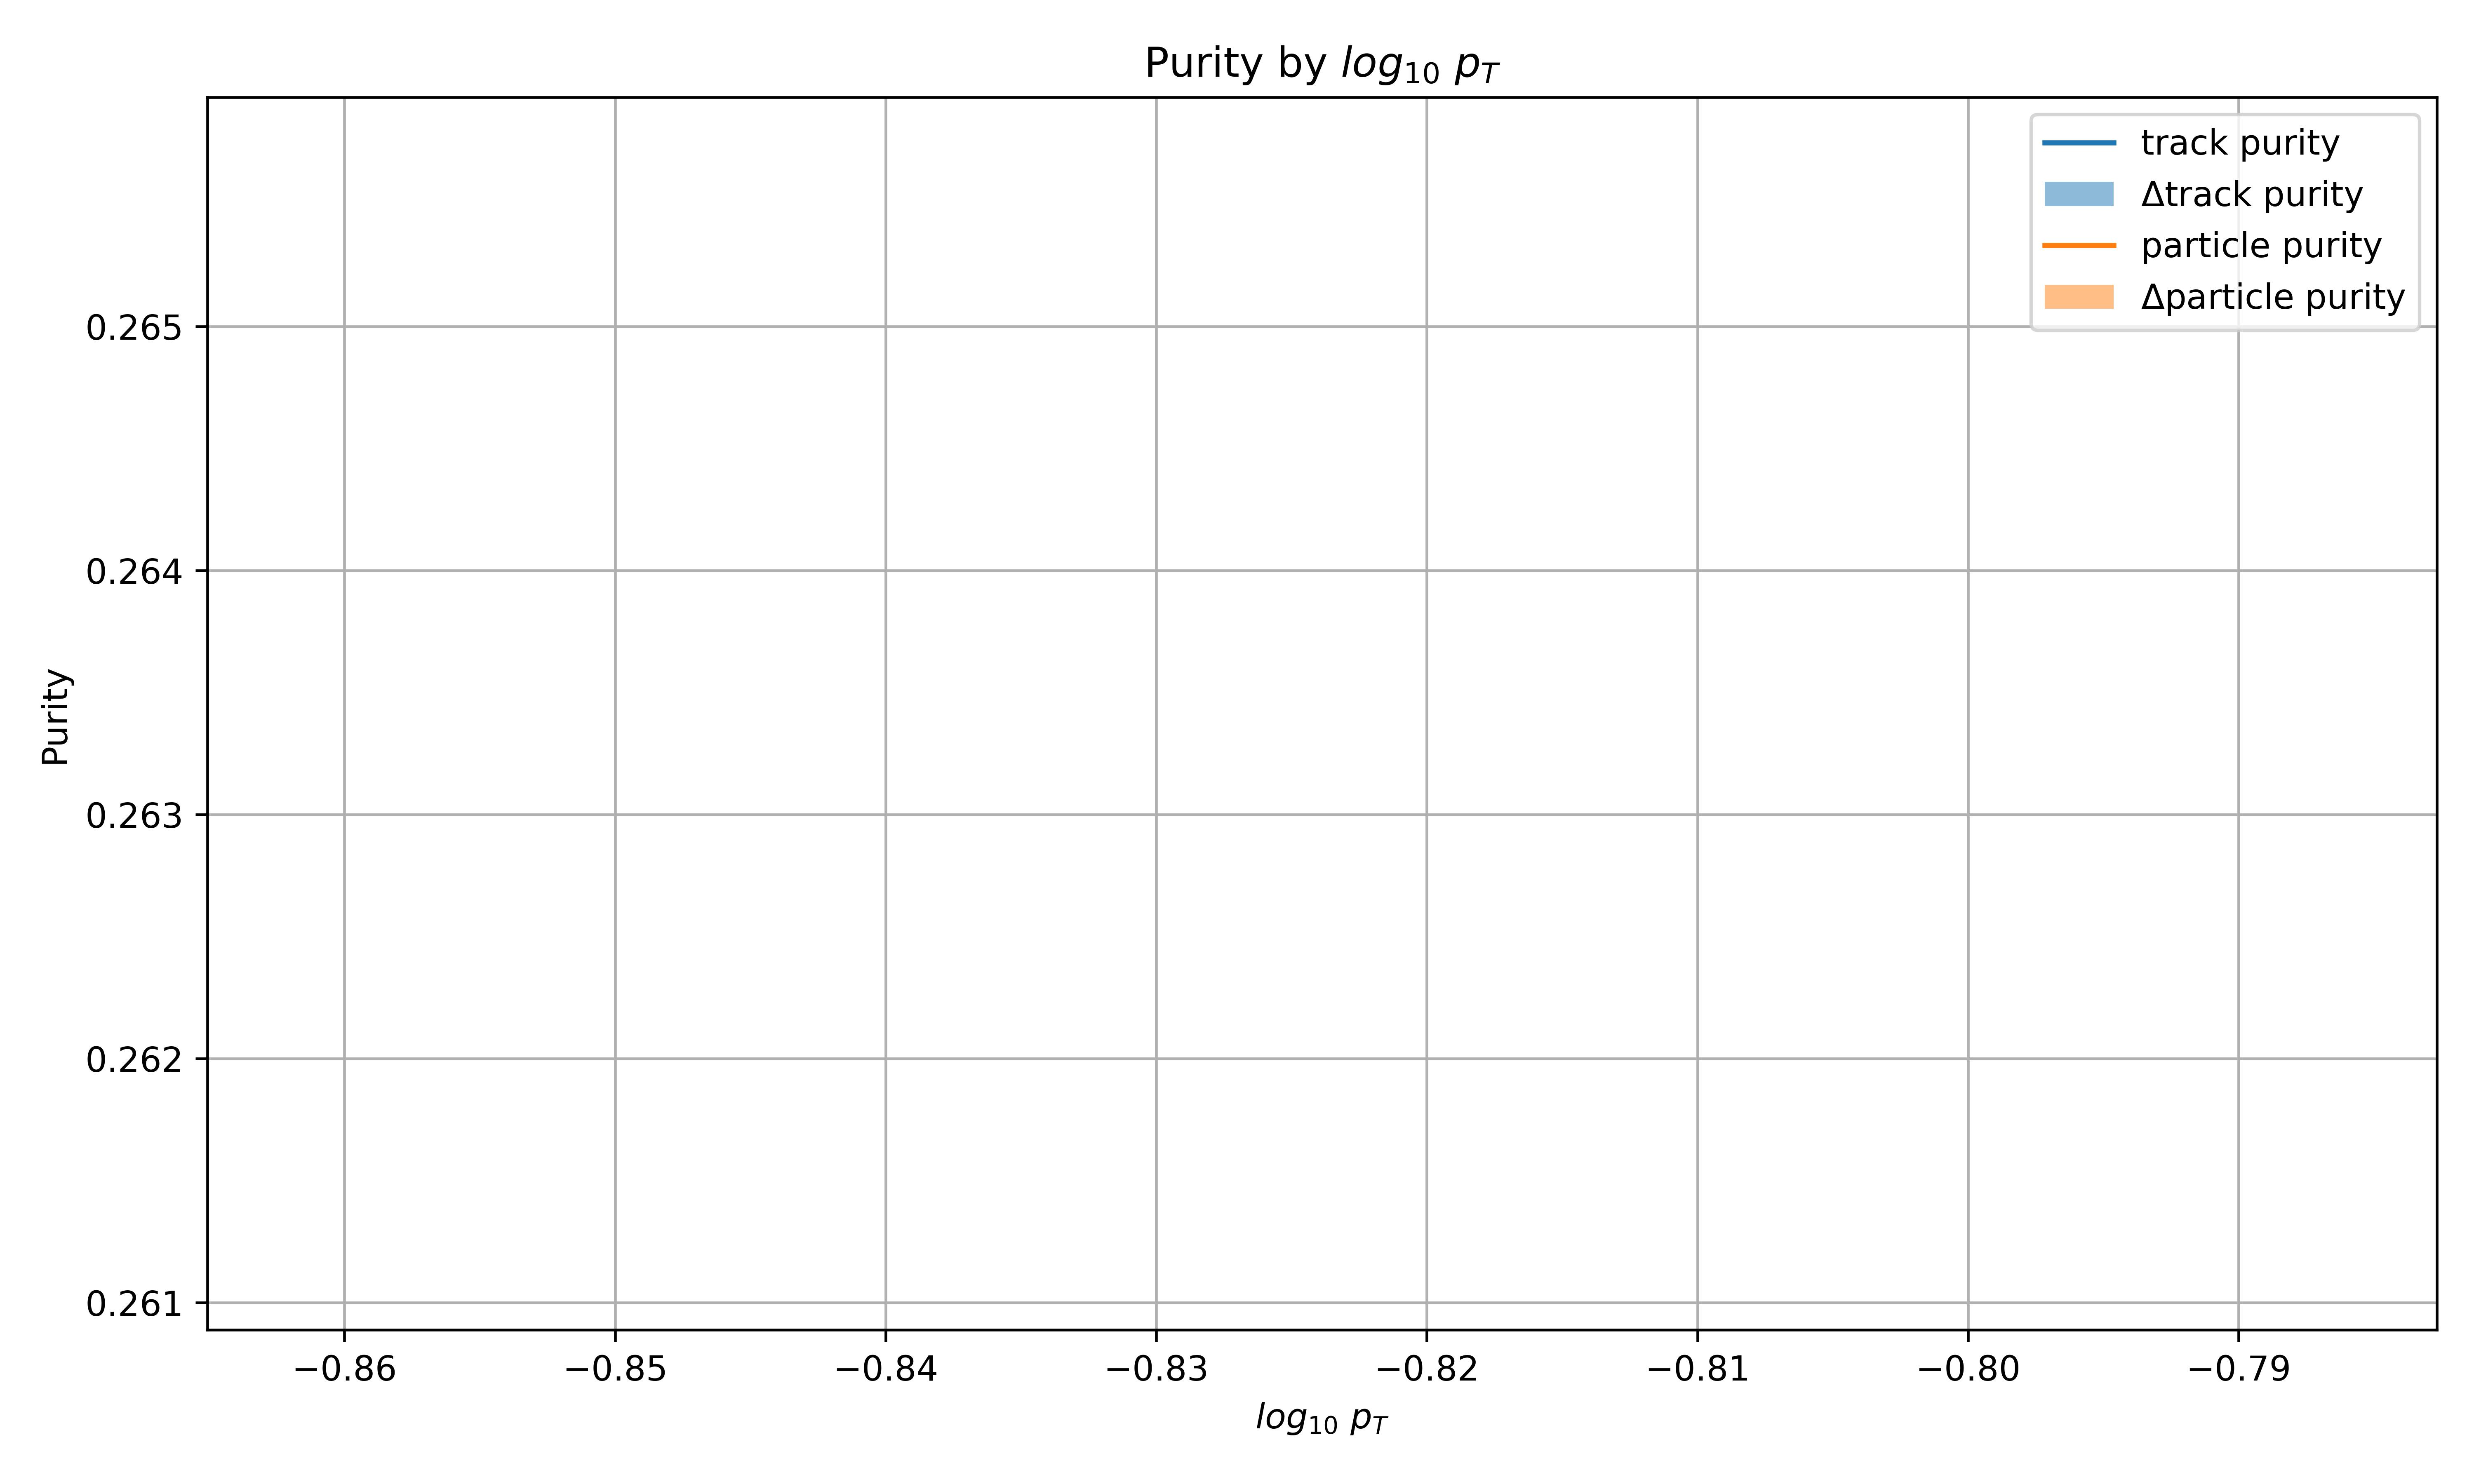 Purity by log₁₀ p_T
track purity
Δtrack purity
particle purity
Δparticle purity
0.265
0.264
0.263
0.262
0.261
Purity
−0.86 −0.85 −0.84 −0.83 −0.82 −0.81 −0.80 −0.79
log₁₀ p_T